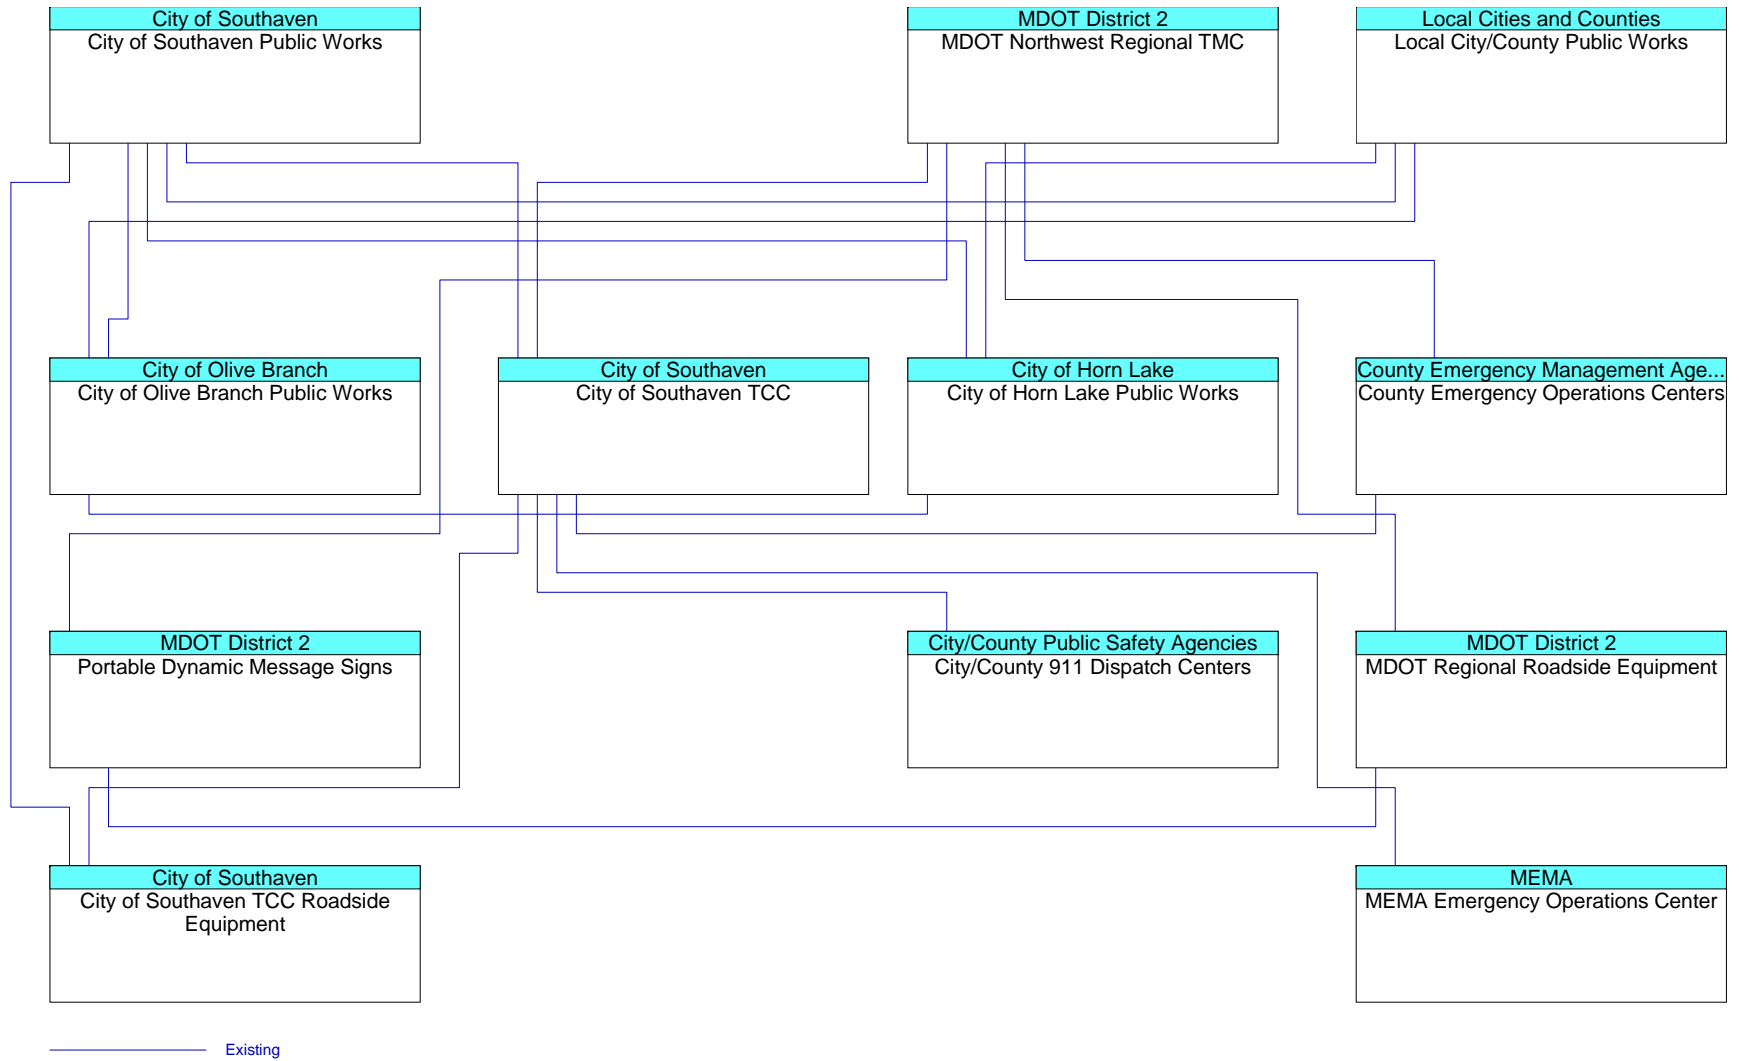 City of Southaven
City of Southaven Public Works
MDOT District 2
MDOT Northwest Regional TMC
Local Cities and Counties
Local City/County Public Works
City of Olive Branch
City of Olive Branch Public Works
City of Southaven
City of Southaven TCC
City of Horn Lake
City of Horn Lake Public Works
County Emergency Management Age...
County Emergency Operations Centers
MDOT District 2
Portable Dynamic Message Signs
City/County Public Safety Agencies
City/County 911 Dispatch Centers
MDOT District 2
MDOT Regional Roadside Equipment
City of Southaven
City of Southaven TCC Roadside
Equipment
MEMA
MEMA Emergency Operations Center
Existing